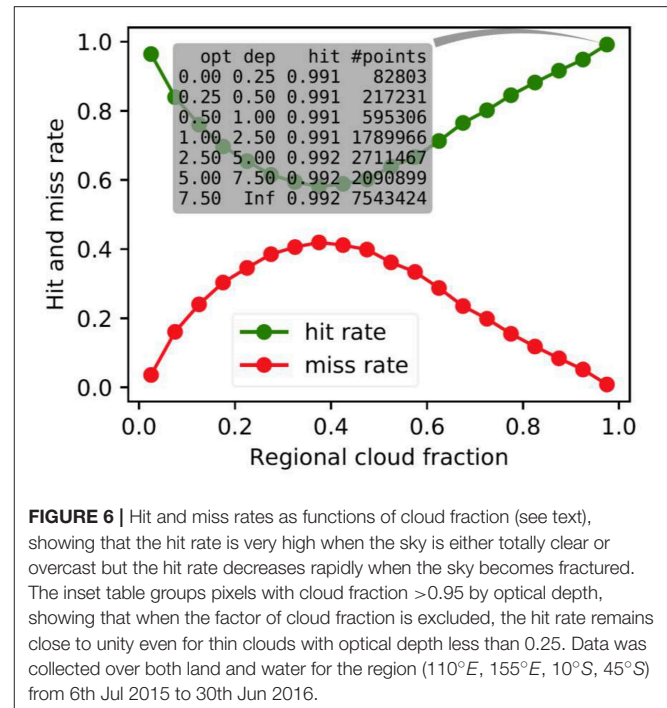 1.0
0.8
0.6
0.4
0.2
0.0
Hit and miss rate
opt dep hit #points
0.00 0.25 0.991 82803
0.25 0.50 0.991 217231
0.50 1.00 0.991 595306
1.00 2.50 0.991 1789966
2.50 5.00 0.992 2711467
5.00 7.50 0.992 2090899
7.50 Inf 0.992 7543424
hit rate
miss rate
0.0 0.2 0.4 0.6 0.8 1.0
Regional cloud fraction
FIGURE 6 | Hit and miss rates as functions of cloud fraction (see text),
showing that the hit rate is very high when the sky is either totally clear or
overcast but the hit rate decreases rapidly when the sky becomes fractured.
The inset table groups pixels with cloud fraction >0.95 by optical depth,
showing that when the factor of cloud fraction is excluded, the hit rate remains
close to unity even for thin clouds with optical depth less than 0.25. Data was
collected over both land and water for the region (110°E, 155°E, 10°S, 45°S)
from 6th Jul 2015 to 30th Jun 2016.